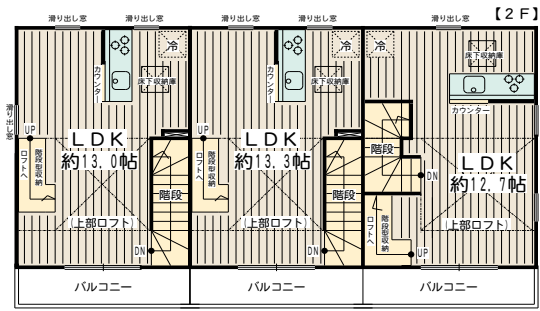 【2F】
滑り出し窓
滑り出し窓
滑り出し窓
滑り出し窓
滑り出し窓
滑り出し窓
冷
カウンター
床下収納庫
UP
LDK
約13.0帖
階段型収納
ロフトへ
階段
(上部ロフト)
DN
バルコニー
冷
カウンター
床下収納庫
UP
LDK
約13.3帖
階段型収納
ロフトへ
階段
(上部ロフト)
DN
バルコニー
冷
床下収納庫
カウンター
階段
DN
LDK
約12.7帖
(上部ロフト)
階段型収納
ロフトへ
UP
バルコニー